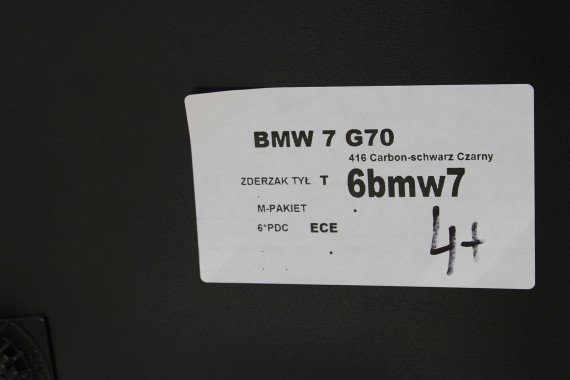 BMW 7 G70
416 Carbon-schwarz Czarny
ZDERZAK TYŁ T 6bmw7
M-PAKIET
6*PDC ECE
4+